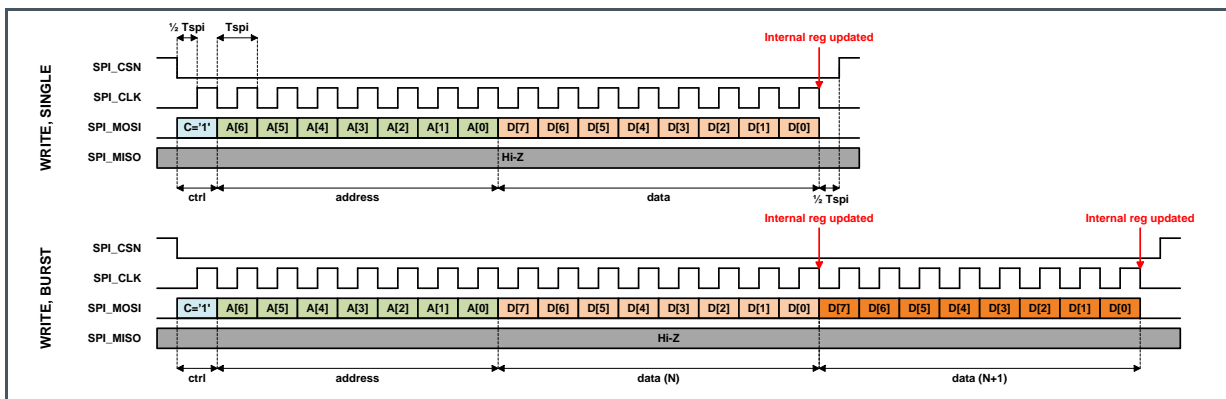 ½ Tspi Tspi
Internal reg updated
WRITE, SINGLE
SPI_CSN
SPI_CLK
SPI_MOSI C='1' A[6] A[5] A[4] A[3] A[2] A[1] A[0] D[7] D[6] D[5] D[4] D[3] D[2] D[1] D[0]
SPI_MISO Hi-Z
ctrl address data ½ Tspi
Internal reg updated Internal reg updated
WRITE, BURST
SPI_CSN
SPI_CLK
SPI_MOSI C='1' A[6] A[5] A[4] A[3] A[2] A[1] A[0] D[7] D[6] D[5] D[4] D[3] D[2] D[1] D[0] D[7] D[6] D[5] D[4] D[3] D[2] D[1] D[0]
SPI_MISO Hi-Z
ctrl address data (N) data (N+1)